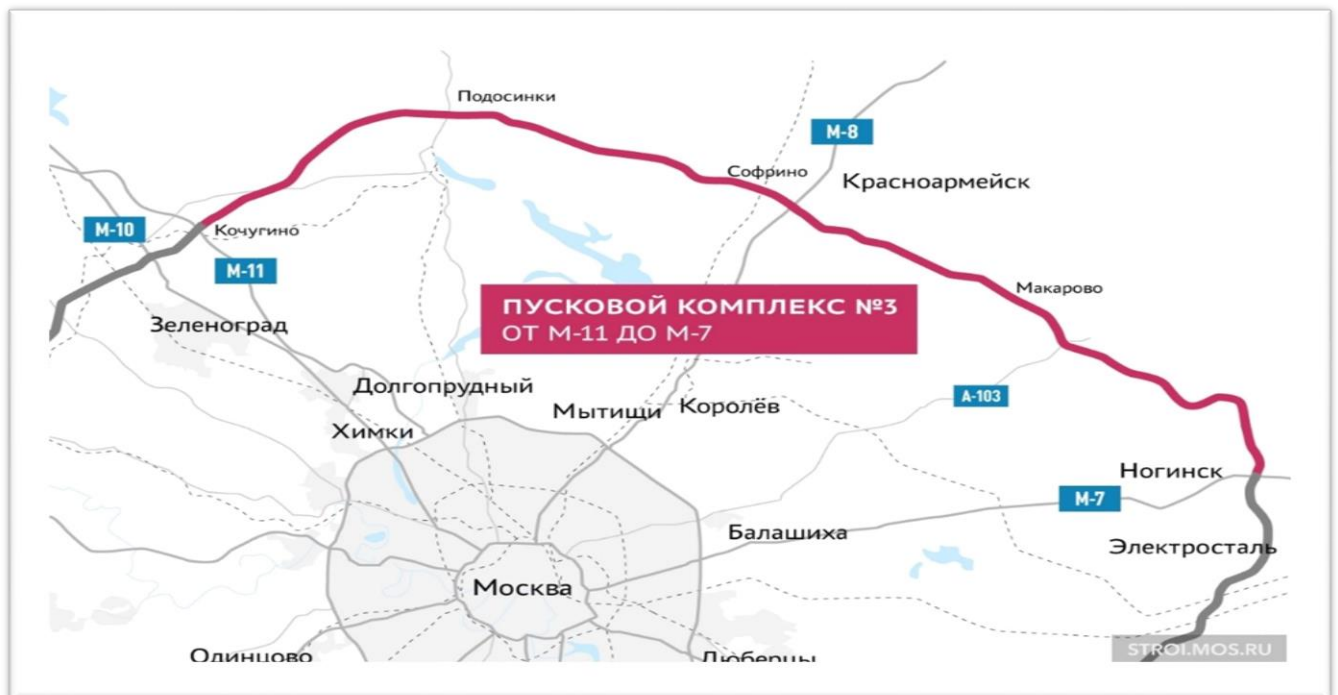 Подосинки
М-8
Софрино
Красноармейск
М-10
Кочугино
М-11
Макарово
ПУСКОВОЙ КОМПЛЕКС №3
ОТ М-11 ДО М-7
Зеленоград
Долгопрудный
А-103
Мытищи
Королёв
Химки
Ногинск
М-7
Балашиха
Электросталь
Москва
Одинцово
Люберцы
STROI.MOS.RU